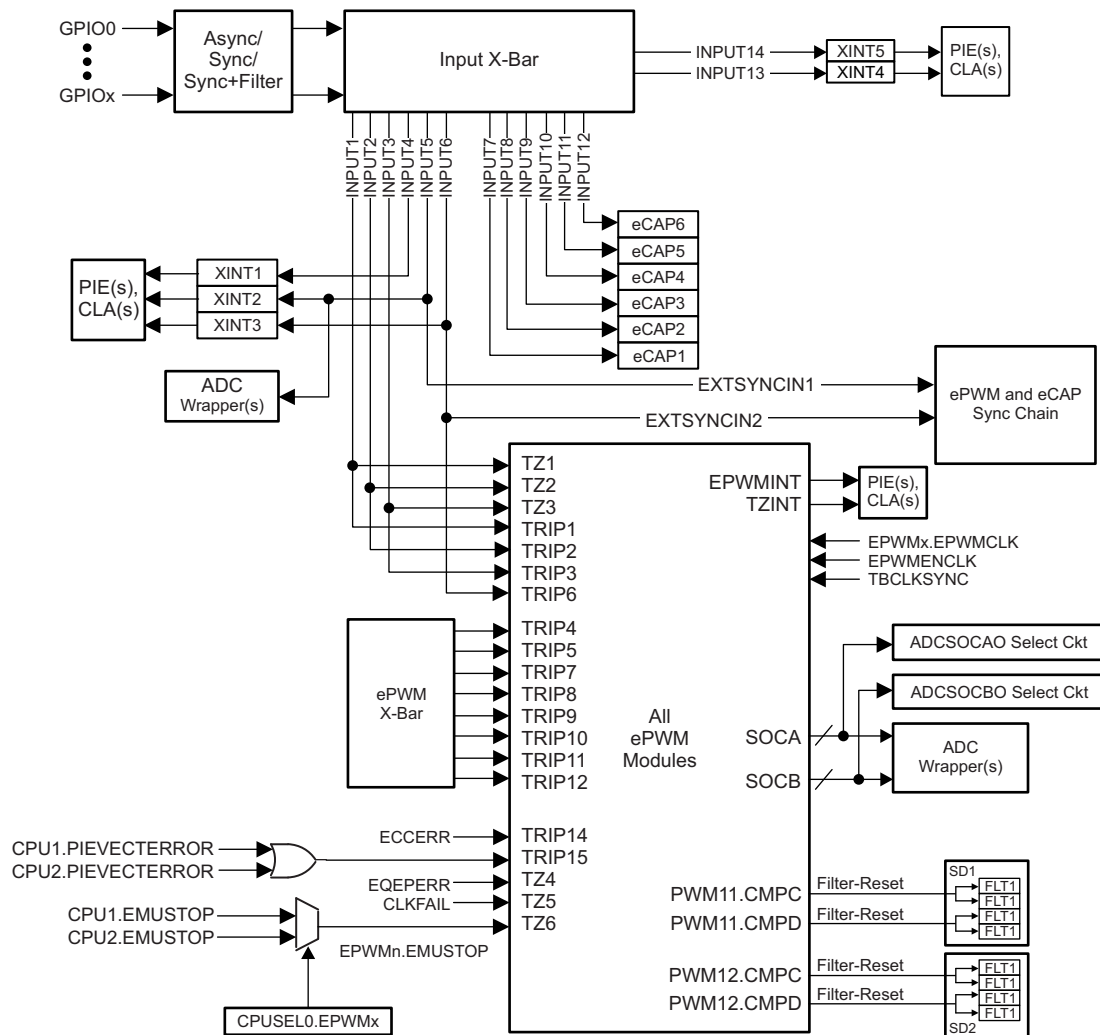 GPIO0
GPIOx
Async/
Sync/
Sync+Filter
Input X-Bar
INPUT14
INPUT13
XINT5
XINT4
PIE(s),
CLA(s)
INPUT1
INPUT2
INPUT3
INPUT4
INPUT5
INPUT6
INPUT7
INPUT8
INPUT9
INPUT10
INPUT11
INPUT12
eCAP6
eCAP5
eCAP4
eCAP3
eCAP2
eCAP1
PIE(s),
CLA(s)
XINT1
XINT2
XINT3
ADC
Wrapper(s)
EXTSYNCIN1
EXTSYNCIN2
ePWM and eCAP
Sync Chain
TZ1
TZ2
TZ3
TRIP1
TRIP2
TRIP3
TRIP6
EPWMINT
TZINT
PIE(s),
CLA(s)
EPWMx.EPWMCLK
EPWMENCLK
TBCLKSYNC
ePWM
X-Bar
TRIP4
TRIP5
TRIP7
TRIP8
TRIP9
TRIP10
TRIP11
TRIP12
All
ePWM
Modules
SOCA
SOCB
ADCSOCAO Select Ckt
ADCSOCBO Select Ckt
ADC
Wrapper(s)
CPU1.PIEVECTERROR
CPU2.PIEVECTERROR
ECCERR
TRIP14
TRIP15
EQEPERR
TZ4
CLKFAIL
TZ5
TZ6
CPU1.EMUSTOP
CPU2.EMUSTOP
EPWMn.EMUSTOP
CPUSEL0.EPWMx
PWM11.CMPC
PWM11.CMPD
PWM12.CMPC
PWM12.CMPD
Filter-Reset
Filter-Reset
Filter-Reset
Filter-Reset
SD1
FLT1
FLT1
FLT1
FLT1
FLT1
FLT1
FLT1
FLT1
SD2